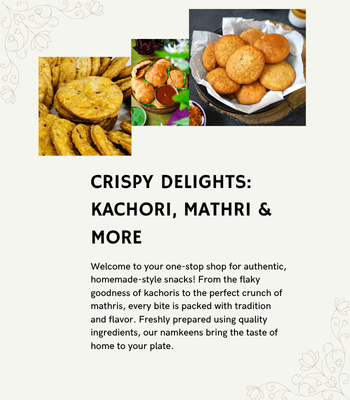 CRISPY DELIGHTS:
KACHORI, MATHRI &
MORE
Welcome to your one-stop shop for authentic,
homemade-style snacks! From the flaky
goodness of kachoris to the perfect crunch of
mathris, every bite is packed with tradition
and flavor. Freshly prepared using quality
ingredients, our namkeens bring the taste of
home to your plate.